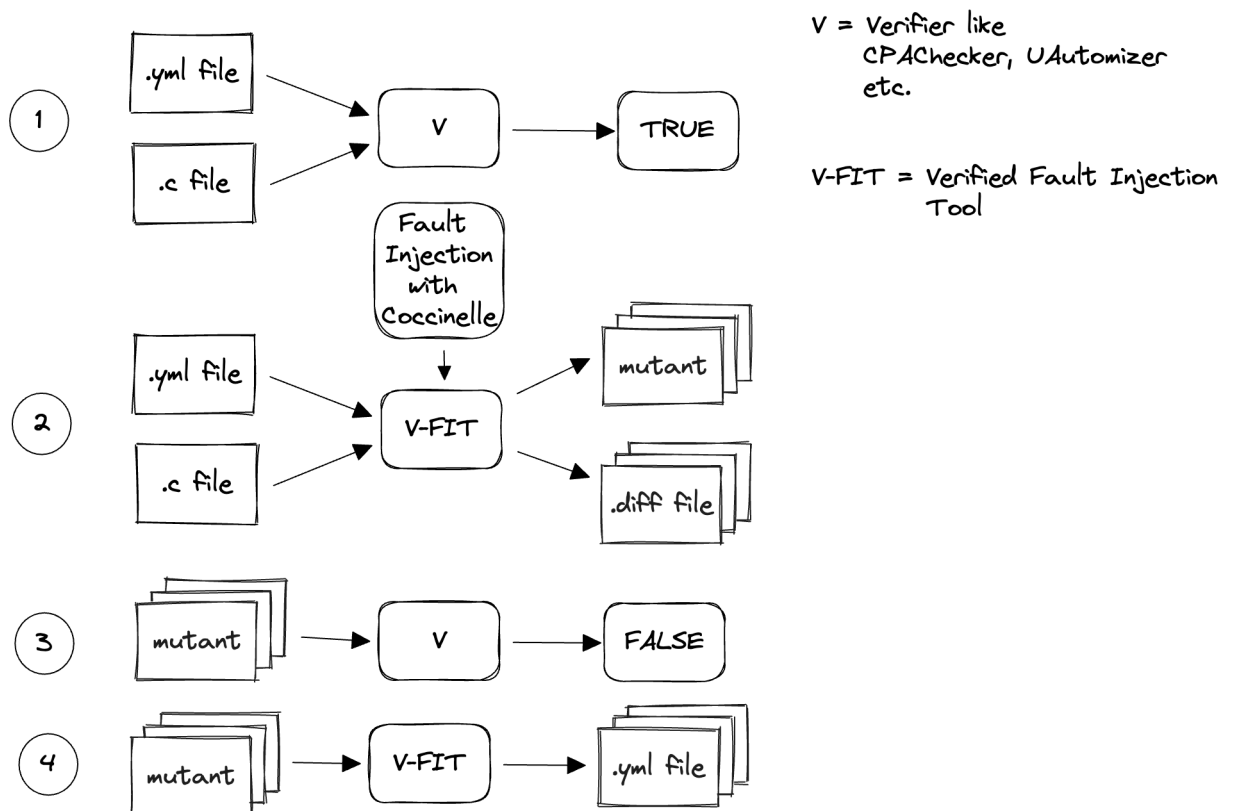 V = Verifier like
CPAChecker, UAutomizer
etc.
V-FIT = Verified Fault Injection
Tool
1
.yml file
.c file
V
TRUE
Fault
Injection
with
Coccinelle
2
.yml file
.c file
V-FIT
mutant
.diff file
3
mutant
V
FALSE
4
mutant
V-FIT
.yml file